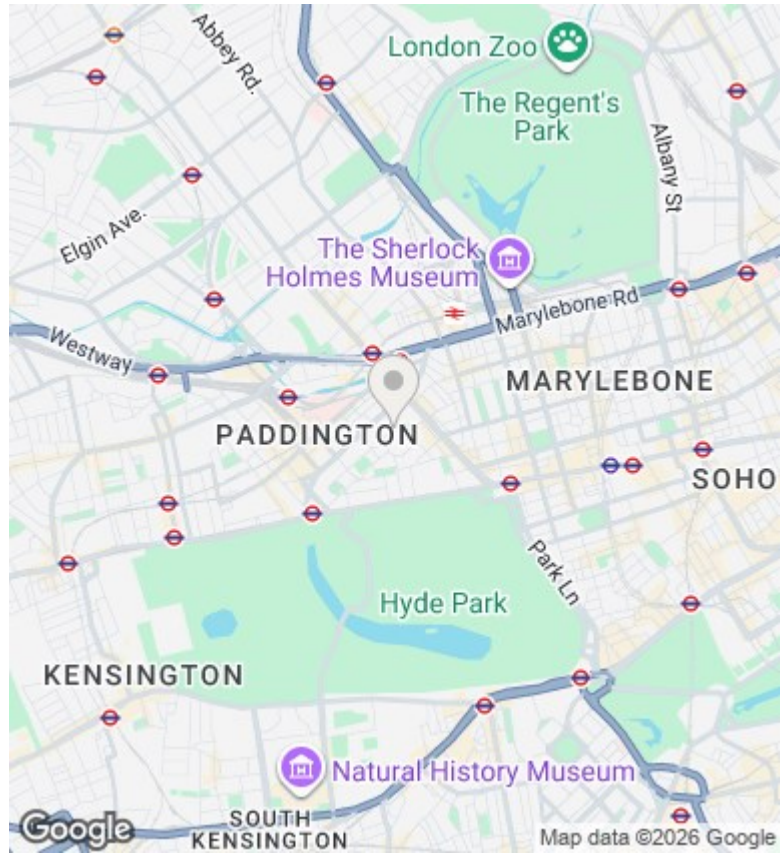 Abbey Rd.
London Zoo
The Regent's
Park
Albany St
Elgin Ave.
The Sherlock
Holmes Museum
Marylebone Rd
Westway
MARYLEBONE
PADDINGTON
SOHO
Park Ln
Hyde Park
KENSINGTON
Natural History Museum
SOUTH
KENSINGTON
Google
Map data ©2026 Google